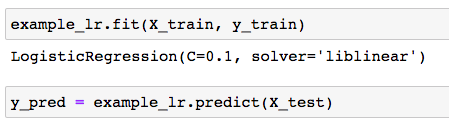 example_lr.fit(X_train, y_train)
LogisticRegression(C=0.1, solver='liblinear')
y_pred = example_lr.predict(X_test)